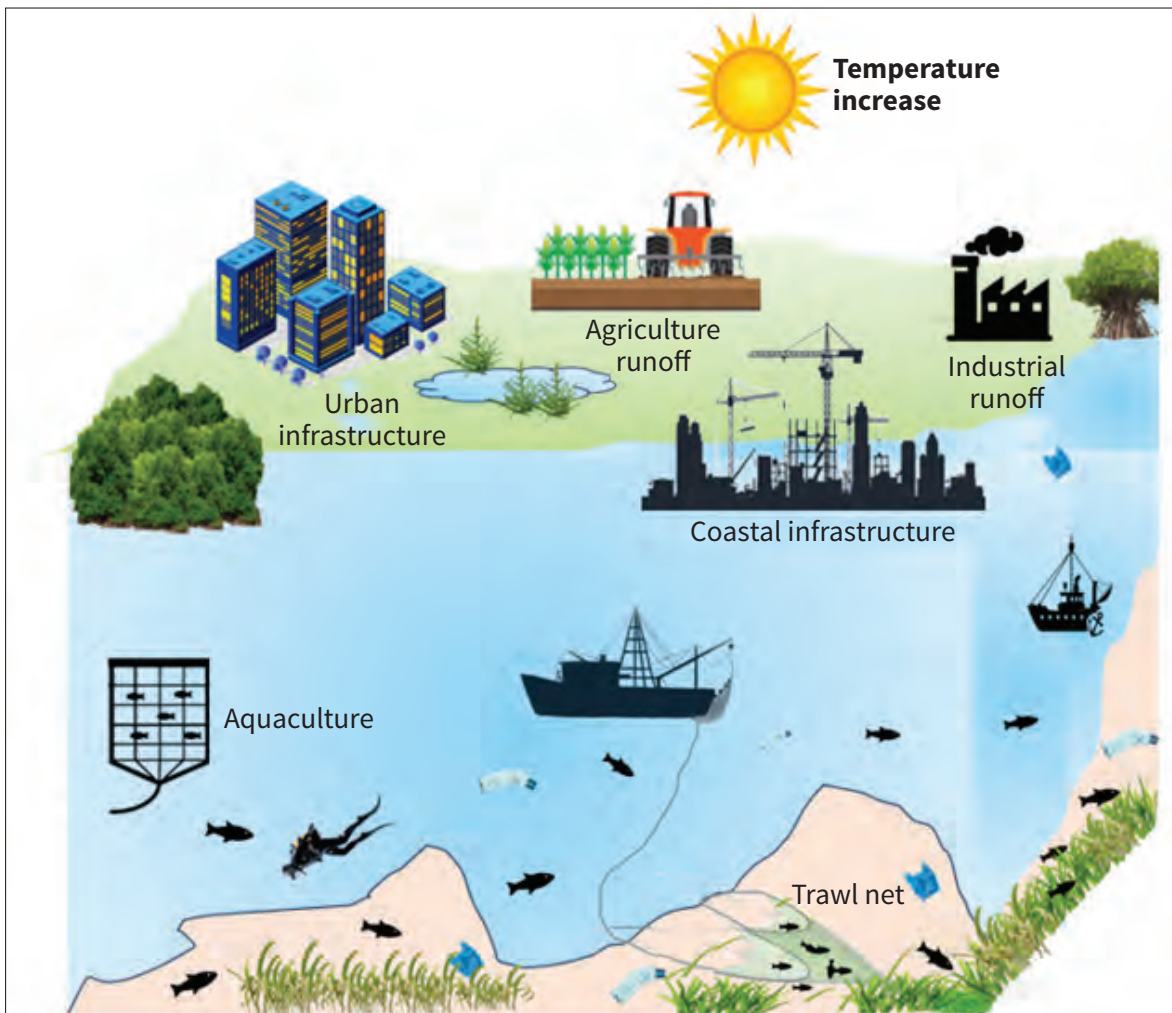 Temperature
increase
Agriculture
runoff
Industrial
runoff
Urban
infrastructure
Coastal infrastructure
Aquaculture
Trawl net